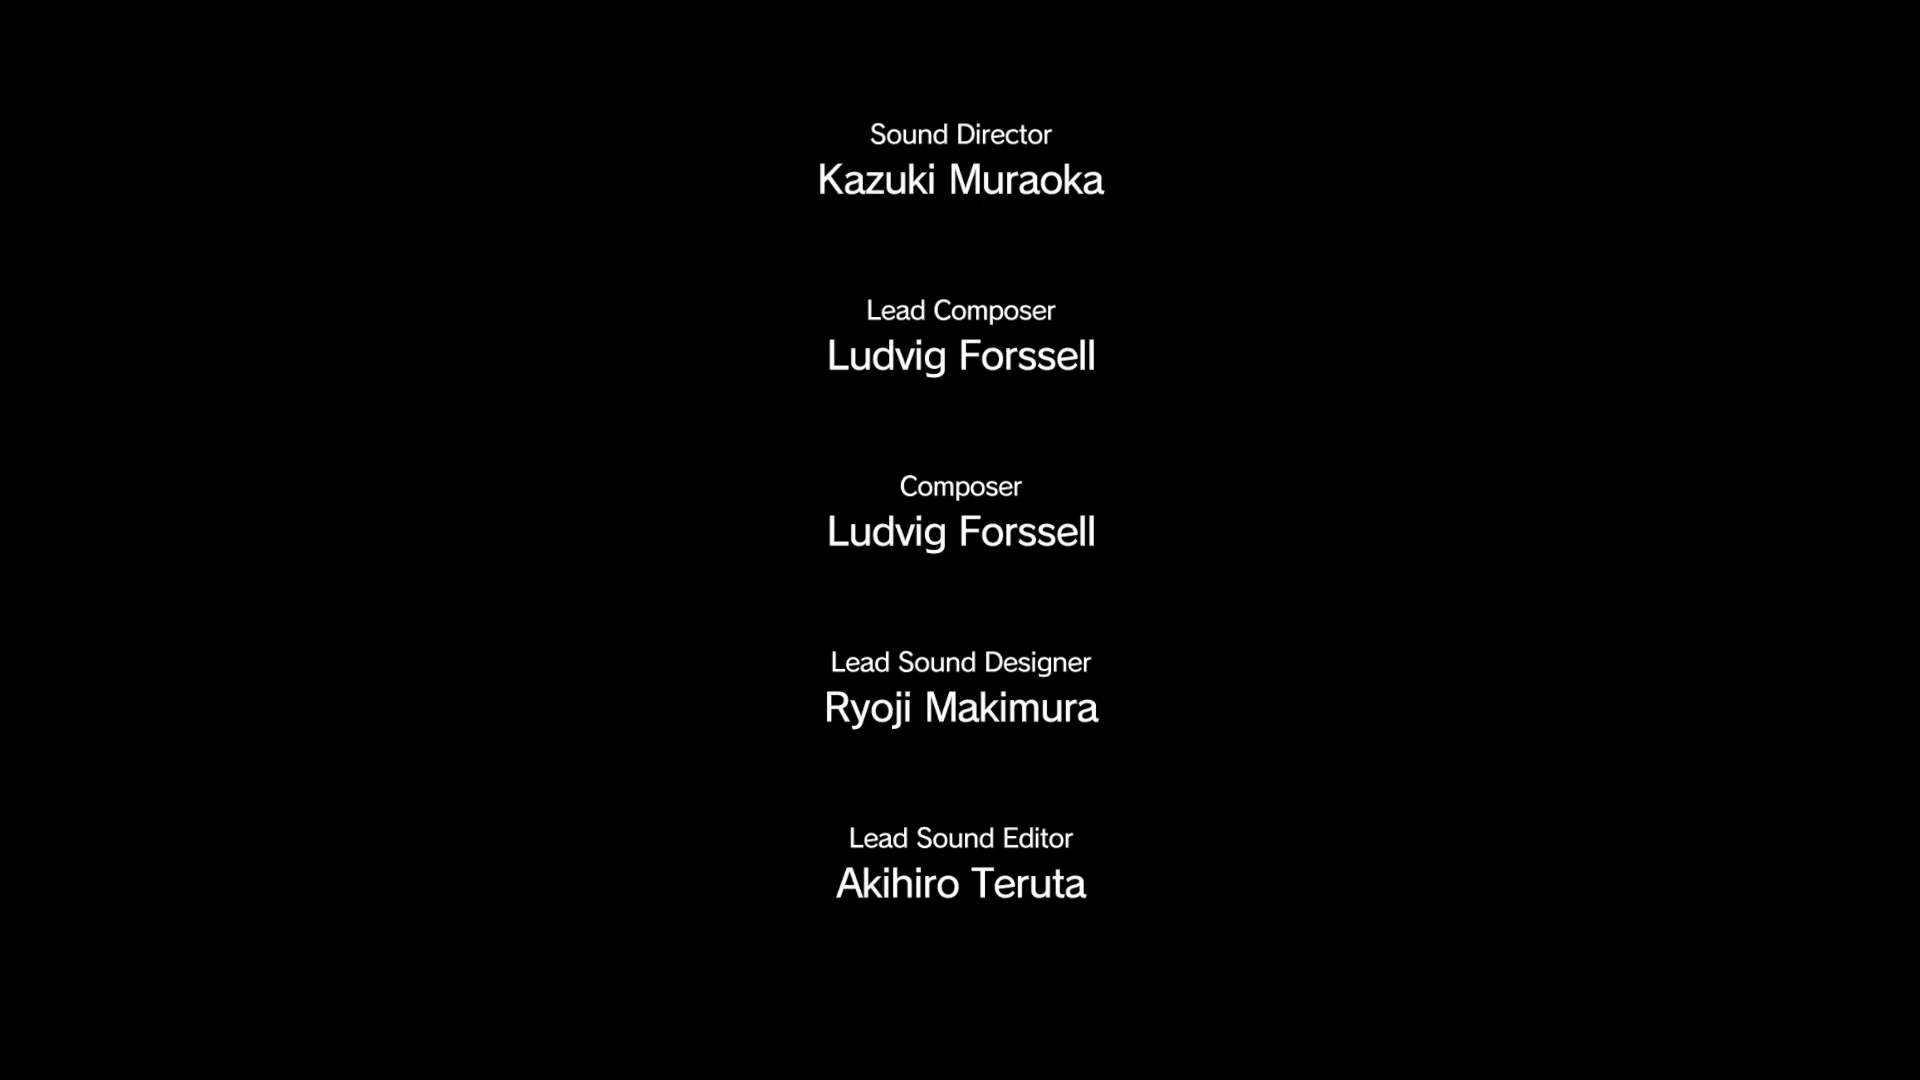 Sound Director
Kazuki Muraoka
Lead Composer
Ludvig Forssell
Composer
Ludvig Forssell
Lead Sound Designer
Ryoji Makimura
Lead Sound Editor
Akihiro Teruta